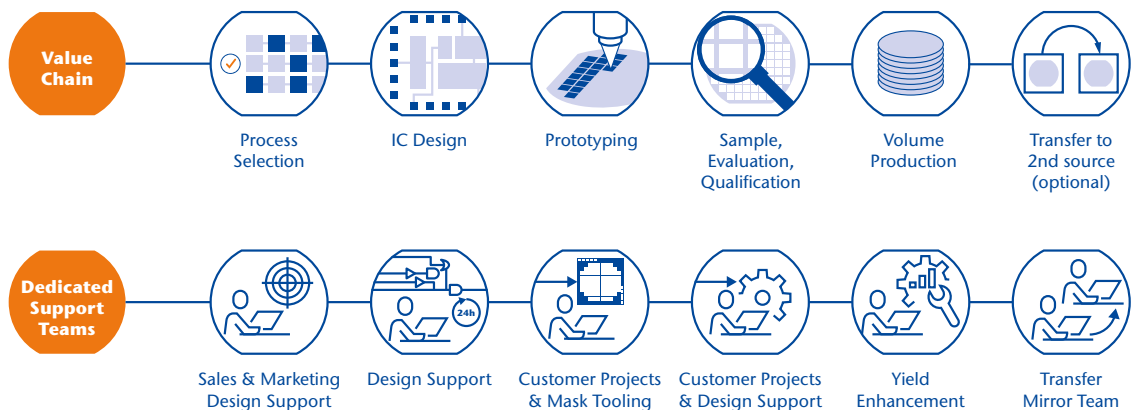 Value
Chain
Process
Selection
IC Design
Prototyping
Sample,
Evaluation,
Qualification
Volume
Production
Transfer to
2nd source
(optional)
Dedicated
Support
Teams
24h
Sales & Marketing
Design Support
Design Support
Customer Projects
& Mask Tooling
Customer Projects
& Design Support
Yield
Enhancement
Transfer
Mirror Team